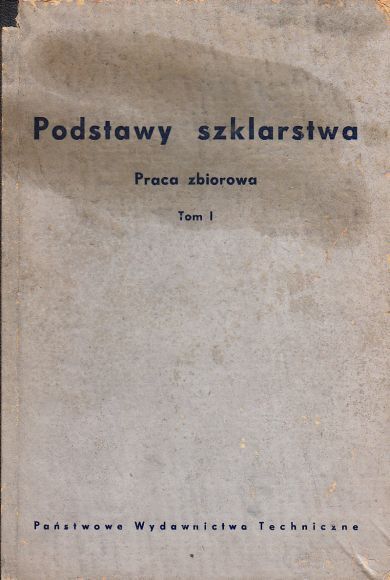 Podstawy szklarstwa
Praca zbiorowa
Tom I
Państwowe Wydawnictwa Techniczne